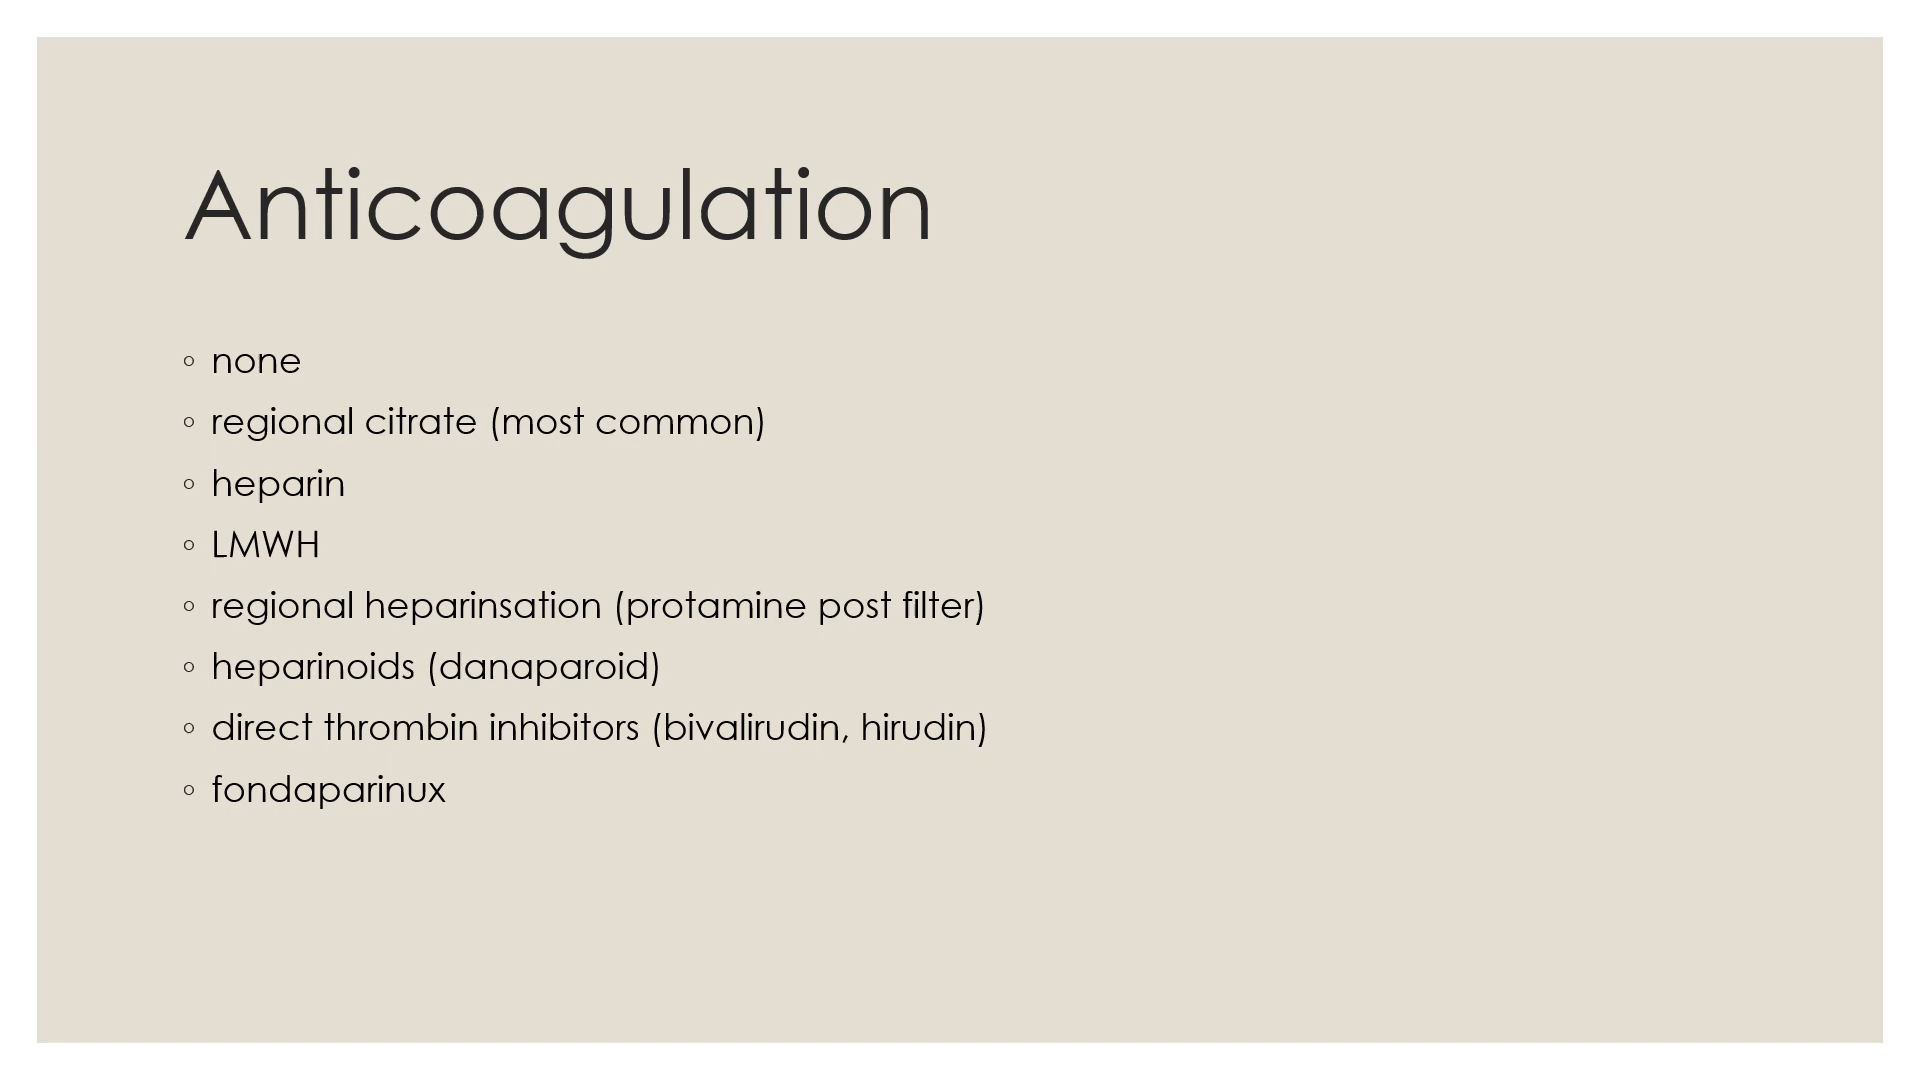 Anticoagulation
◦ none
◦ regional citrate (most common)
◦ heparin
◦ LMWH
◦ regional heparinsation (protamine post filter)
◦ heparinoids (danaparoid)
◦ direct thrombin inhibitors (bivalirudin, hirudin)
◦ fondaparinux